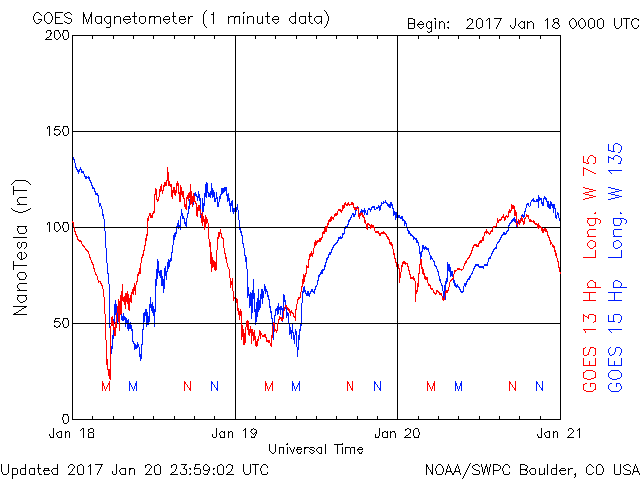 GOES Magnetometer (1 minute data)
Begin: 2017 Jan 18 0000 UTC
200
150
100
50
0
NanoTesla (nT)
M M N N M M N N M M N N
Jan 18 Jan 19 Jan 20 Jan 21
Universal Time
GOES 13 Hp Long. W 75
GOES 15 Hp Long. W 135
Updated 2017 Jan 20 23:59:02 UTC
NOAA/SWPC Boulder, CO USA